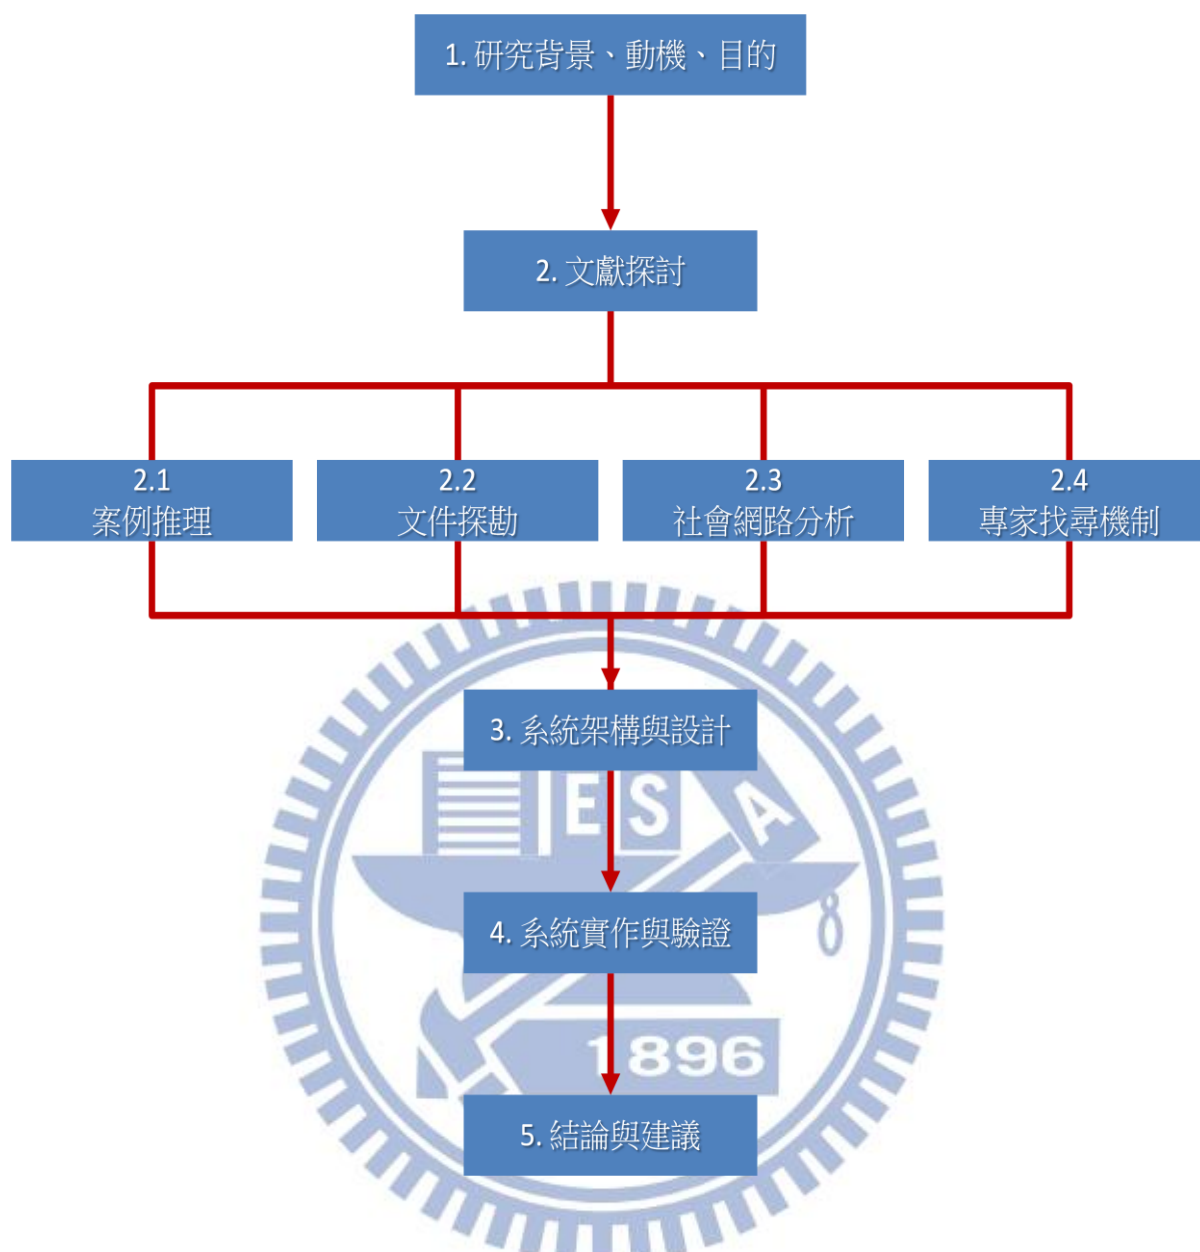 1. 研究背景、動機、目的
2. 文獻探討
2.1
案例推理
2.2
文件探勘
2.3
社會網路分析
2.4
專家找尋機制
3. 系統架構與設計
E S A
4. 系統實作與驗證
1896
5. 結論與建議